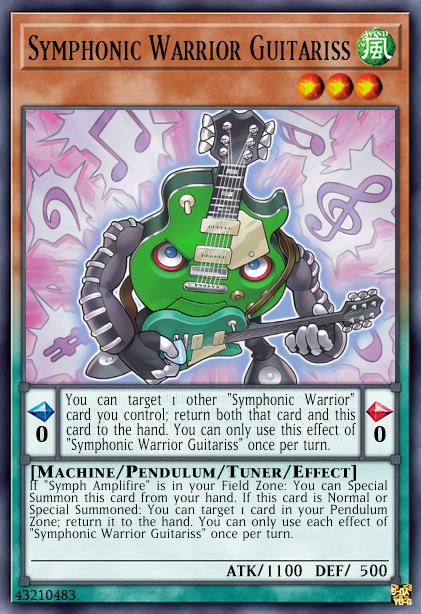 SYMPHONIC WARRIOR GUITARISS
WIND
風
You can target 1 other "Symphonic Warrior"
card you control; return both that card and this
card to the hand. You can only use this effect of
"Symphonic Warrior Guitariss" once per turn.
0
0
[MACHINE/PENDULUM/TUNER/EFFECT]
If "Symph Amplifire" is in your Field Zone: You can Special
Summon this card from your hand. If this card is Normal or
Special Summoned: You can target 1 card in your Pendulum
Zone; return it to the hand. You can only use each effect of
"Symphonic Warrior Guitariss" once per turn.
ATK/1100 DEF/ 500
43210483